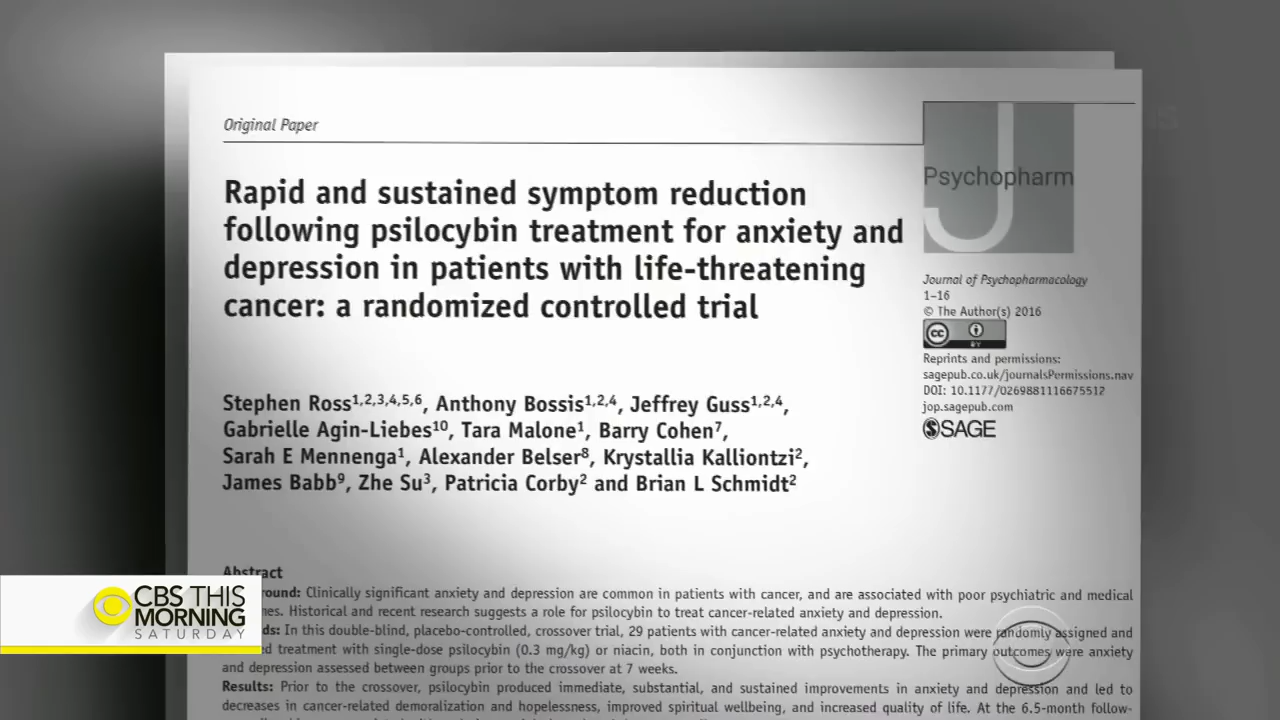 Original Paper
Rapid and sustained symptom reduction
following psilocybin treatment for anxiety and
depression in patients with life-threatening
cancer: a randomized controlled trial
Psychopharm
J
Journal of Psychopharmacology
1–16
© The Author(s) 2016
cc
BY
Reprints and permissions:
sagepub.co.uk/journalsPermissions.nav
DOI: 10.1177/0269881116675512
jop.sagepub.com
SAGE
Stephen Ross1,2,3,4,5,6, Anthony Bossis1,2,4, Jeffrey Guss1,2,4,
Gabrielle Agin-Liebes10, Tara Malone1, Barry Cohen7,
Sarah E Mennenga1, Alexander Belser8, Krystallia Kalliontzi2,
James Babb9, Zhe Su3, Patricia Corby2 and Brian L Schmidt2
Abstract
round: Clinically significant anxiety and depression are common in patients with cancer, and are associated with poor psychiatric and medical
mes. Historical and recent research suggests a role for psilocybin to treat cancer-related anxiety and depression.
ds: In this double-blind, placebo-controlled, crossover trial, 29 patients with cancer-related anxiety and depression were randomly assigned and
ed treatment with single-dose psilocybin (0.3 mg/kg) or niacin, both in conjunction with psychotherapy. The primary outcomes were anxiety
and depression assessed between groups prior to the crossover at 7 weeks.
Results: Prior to the crossover, psilocybin produced immediate, substantial, and sustained improvements in anxiety and depression and led to
decreases in cancer-related demoralization and hopelessness, improved spiritual wellbeing, and increased quality of life. At the 6.5-month follow-
CBS THIS
MORNING
SATURDAY